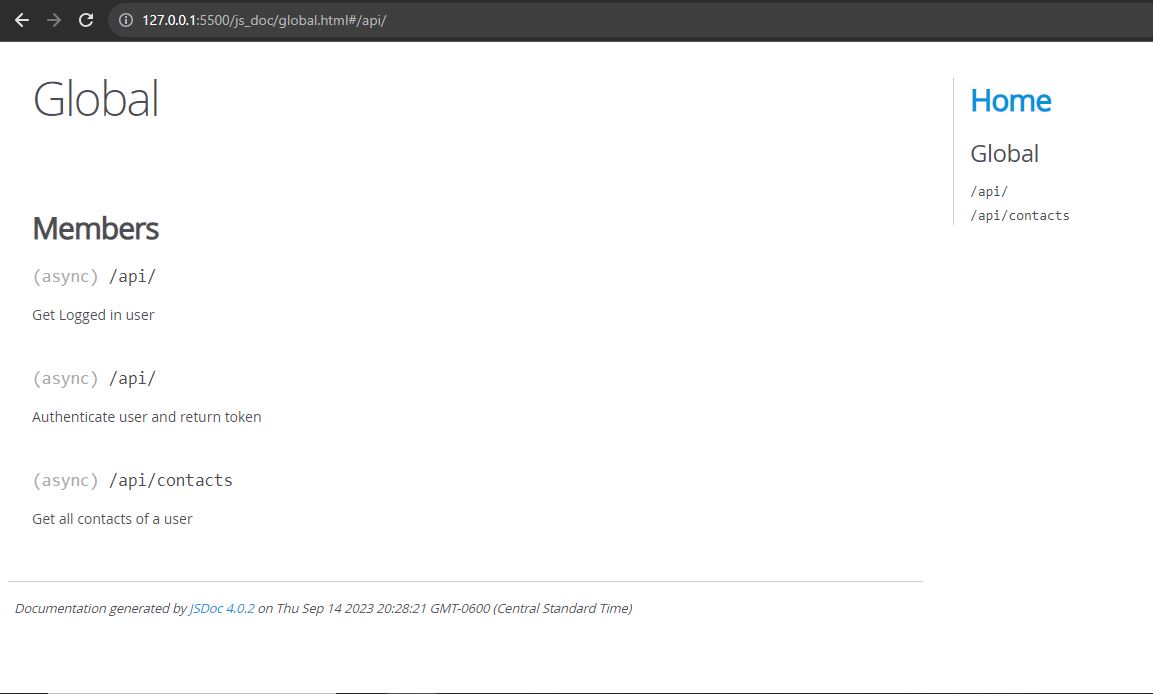 127.0.0.1:5500/js_doc/global.html#/api/
Global
Members
(async) /api/
Get Logged in user
(async) /api/
Authenticate user and return token
(async) /api/contacts
Get all contacts of a user
Documentation generated by JSDoc 4.0.2 on Thu Sep 14 2023 20:28:21 GMT-0600 (Central Standard Time)
Home
Global
/api/
/api/contacts